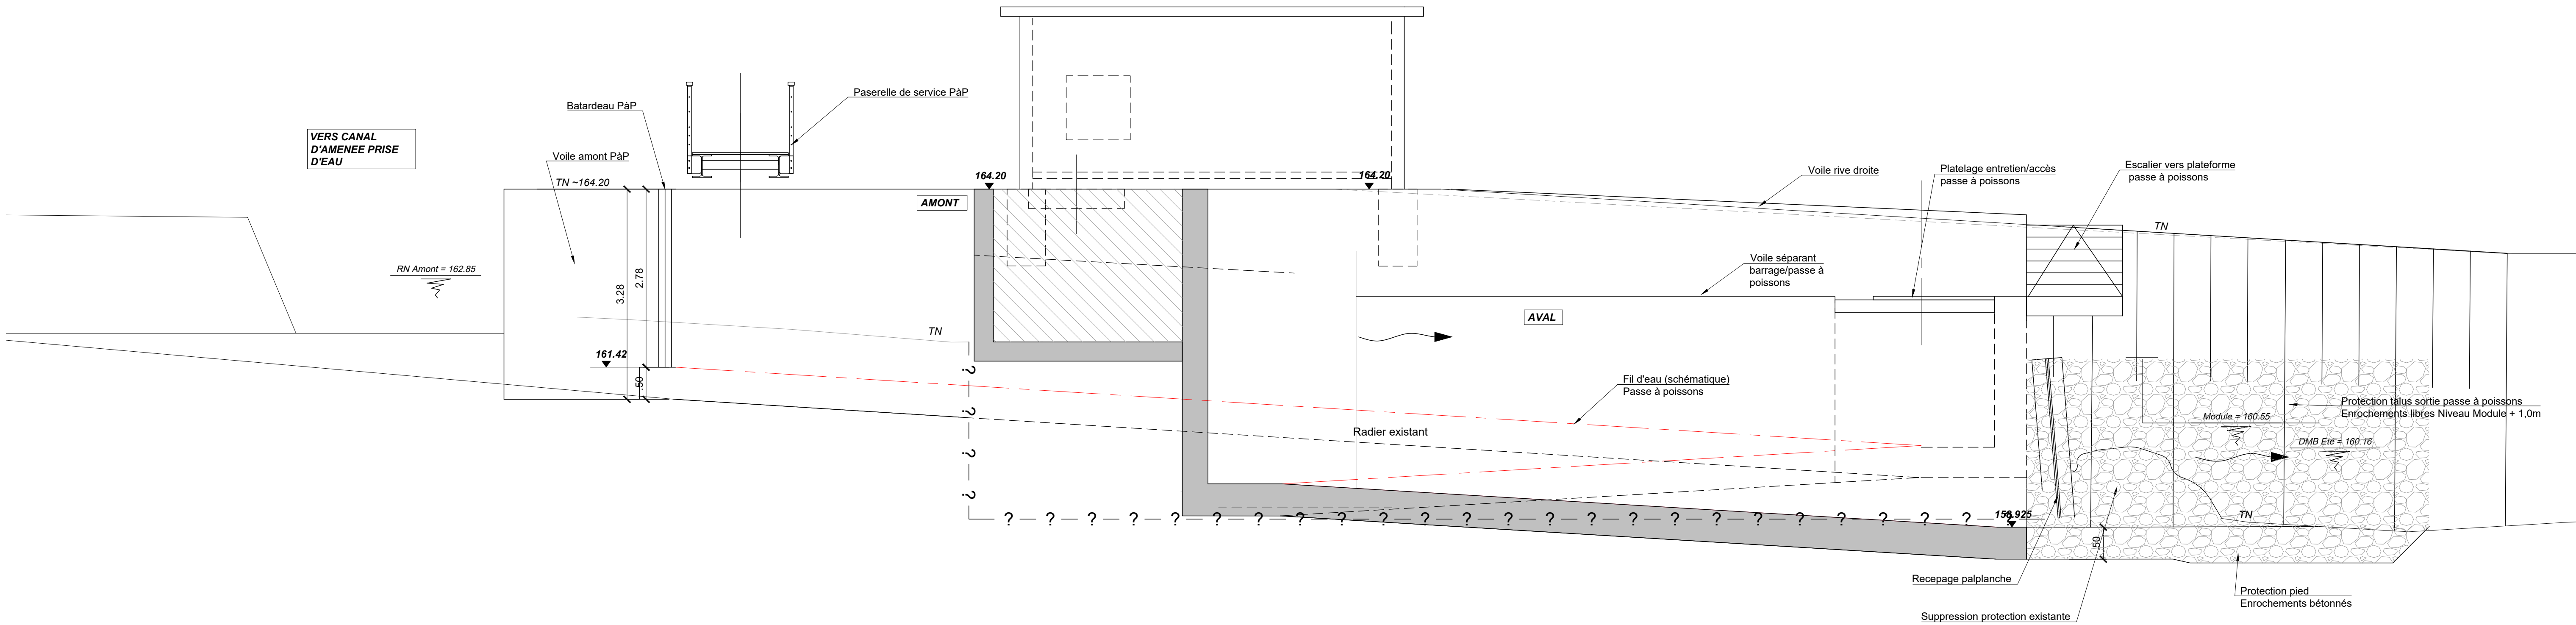 Paserelle de service PàP
Batardeau PàP
VERS CANAL
D'AMENEE PRISE
D'EAU
Voile amont PàP
TN ~164.20
AMONT
164.20
164.20
Voile rive droite
Platelage entretien/accès
passe à poissons
Escalier vers plateforme
passe à poissons
TN
RN Amont = 162.85
3.28
2.78
Voile séparant
barrage/passe à
poissons
AVAL
TN
161.42
.50
Fil d'eau (schématique)
Passe à poissons
Radier existant
Protection talus sortie passe à poissons
Enrochements libres Niveau Module + 1,0m
Module = 160.55
DMB Eté = 160.16
?
?
?
?
? ? ? ? ? ? ? ? ? ? ? ? ? ? ? ? ? ? ? ? ? ? ? ? ?
TN
.50
Recepage palplanche
Protection pied
Enrochements bétonnés
Suppression protection existante